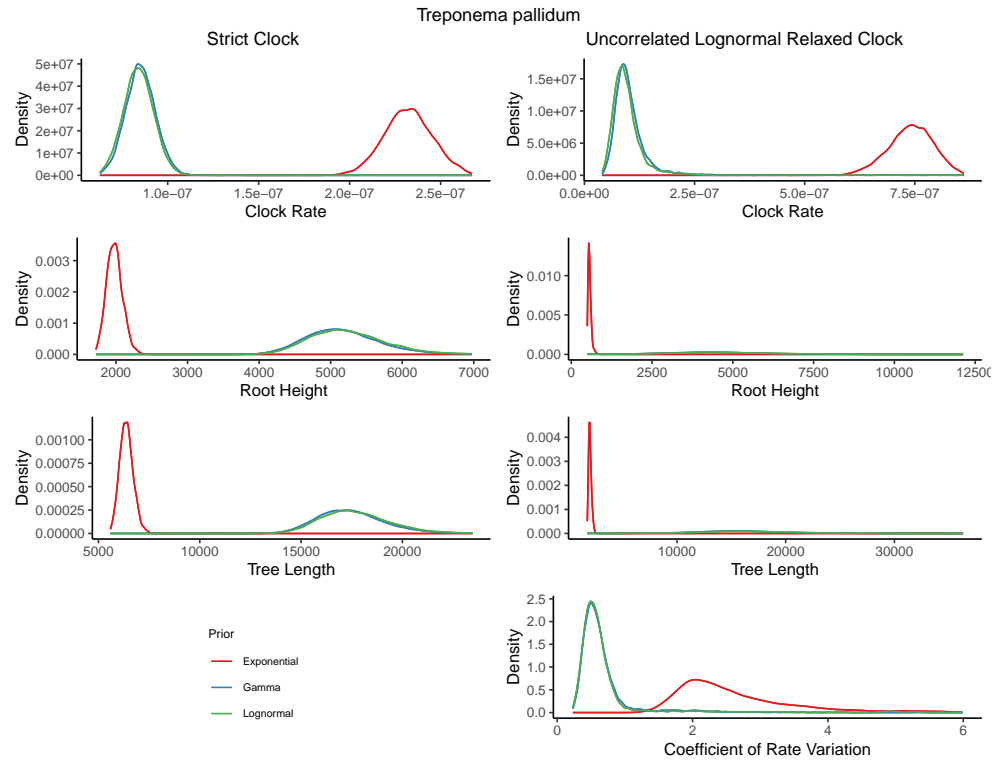 Treponema pallidum
Strict Clock
Uncorrelated Lognormal Relaxed Clock
Density
5e+07
4e+07
3e+07
2e+07
1e+07
0e+00
1.0e−07 1.5e−07 2.0e−07 2.5e−07
Clock Rate
Density
1.5e+07
1.0e+07
5.0e+06
0.0e+00
0.0e+00 2.5e−07 5.0e−07 7.5e−07
Clock Rate
Density
0.003
0.002
0.001
0.000
2000 3000 4000 5000 6000 7000
Root Height
Density
0.010
0.005
0.000
0 2500 5000 7500 10000 12500
Root Height
Density
0.00100
0.00075
0.00050
0.00025
0.00000
5000 10000 15000 20000
Tree Length
Density
0.004
0.003
0.002
0.001
0.000
10000 20000 30000
Tree Length
Prior
Exponential
Gamma
Lognormal
Density
2.5
2.0
1.5
1.0
0.5
0.0
0 2 4 6
Coefficient of Rate Variation